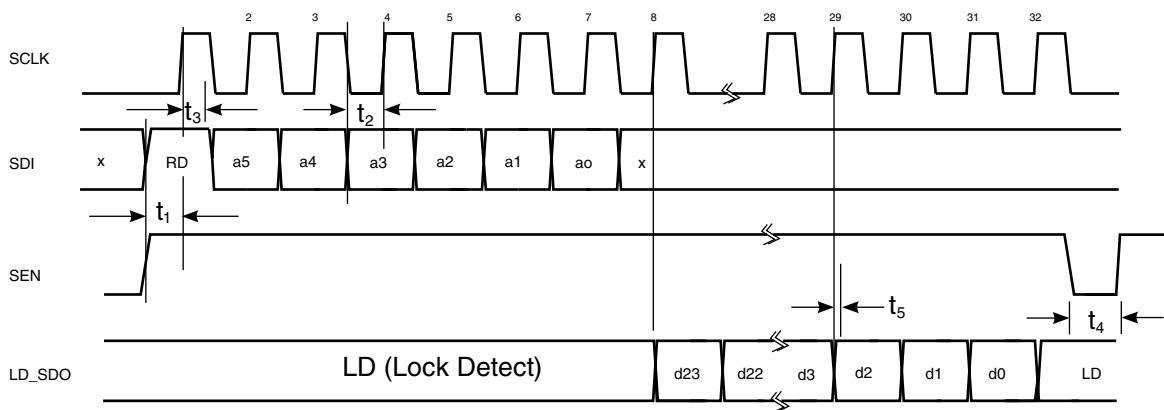 2 3 4 5 6 7 8 28 29 30 31 32
SCLK
t3 t2
SDI x RD a5 a4 a3 a2 a1 ao x
t1
SEN
t5 t4
LD_SDO LD (Lock Detect) d23 d22 d3 d2 d1 d0 LD